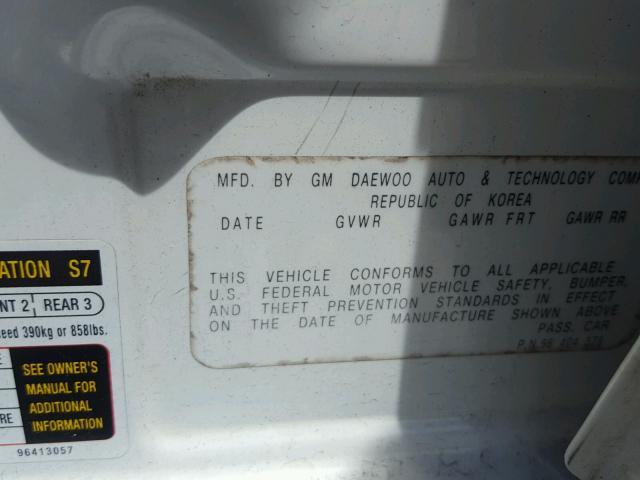 MFD. BY GM DAEWOO AUTO & TECHNOLOGY
REPUBLIC OF KOREA
DATE GVWR GAWR FRT GAWR RR
THIS VEHICLE CONFORMS TO ALL APPLICABLE
U.S. FEDERAL MOTOR VEHICLE SAFETY, BUMPER,
AND THEFT PREVENTION STANDARDS IN EFFECT
ON THE DATE OF MANUFACTURE SHOWN ABOVE
PASS. CAR
P.N 96
ATION S7
NT 2 REAR 3
eed 390kg or 858lbs.
SEE OWNER'S
MANUAL FOR
ADDITIONAL
INFORMATION
RE
96413057